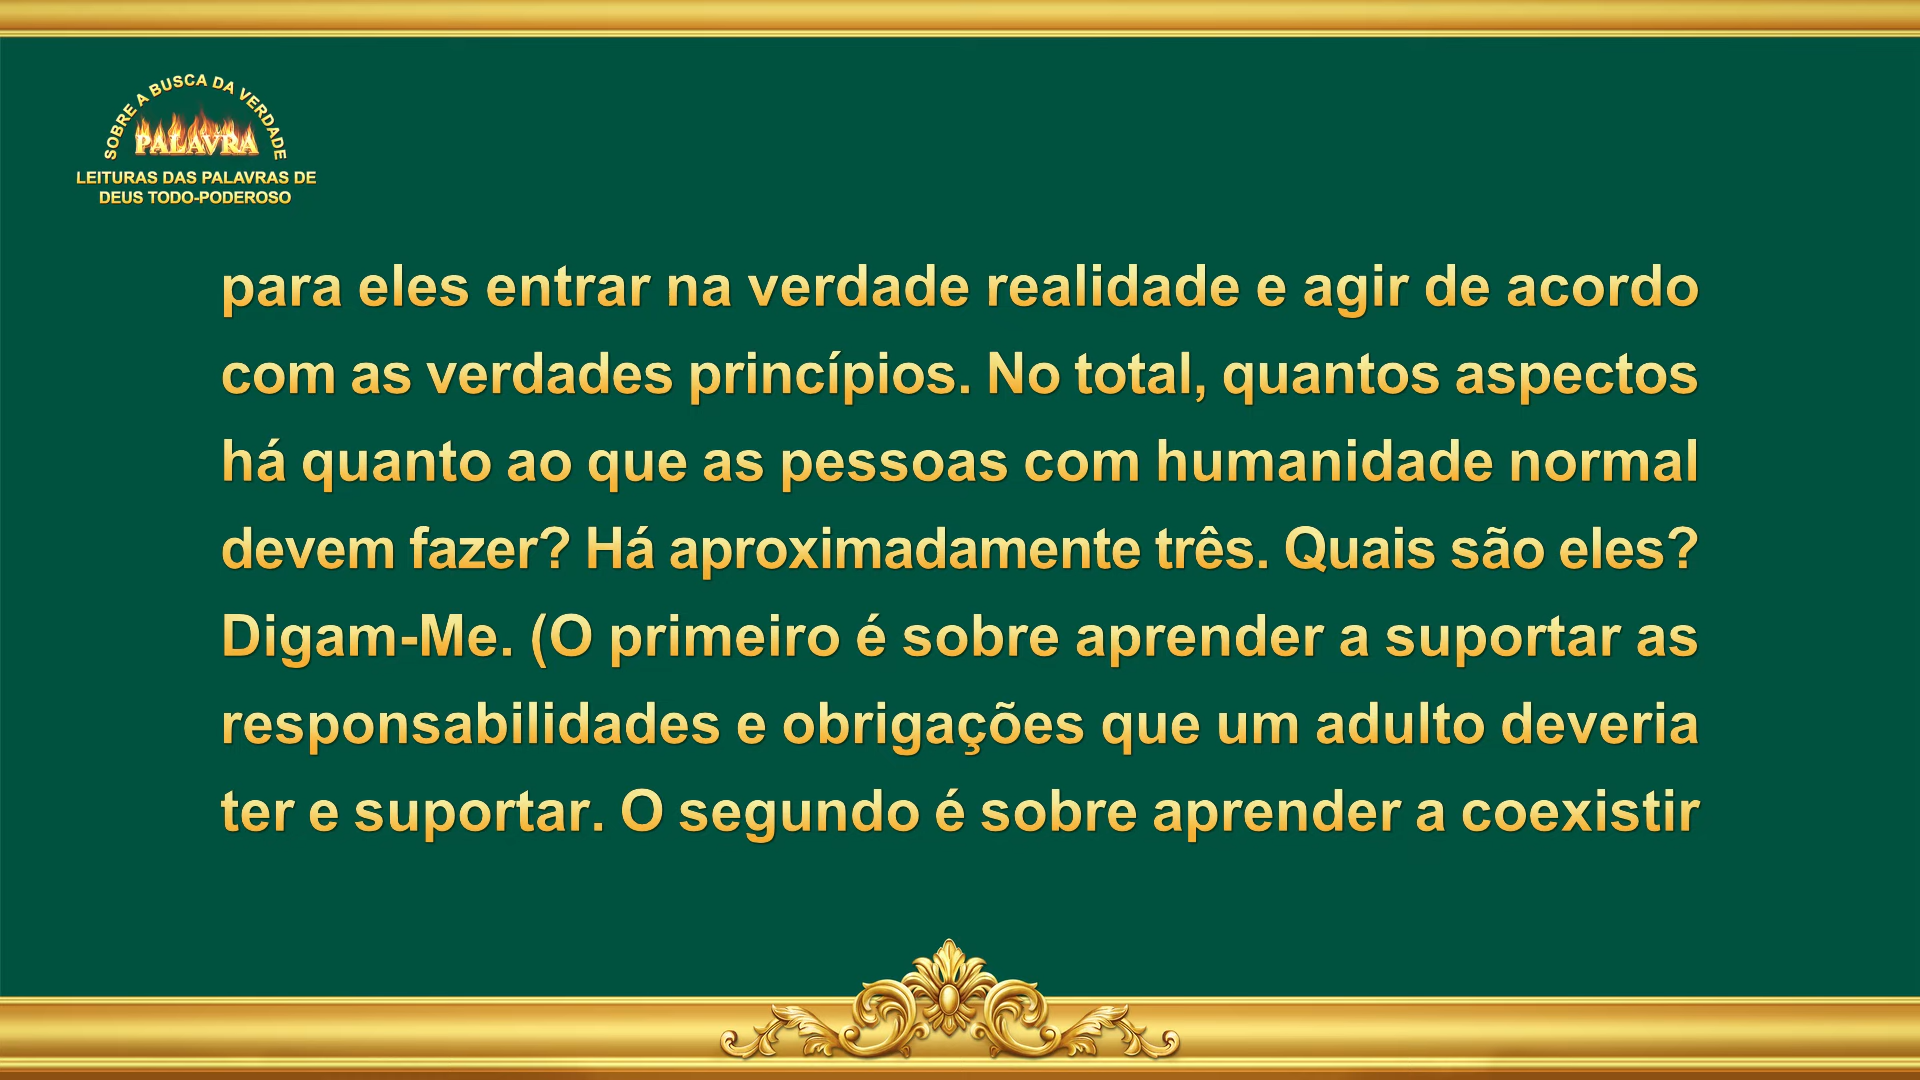 SOBRE A BUSCA DA VERDADE
PALAVRA
LEITURAS DAS PALAVRAS DE
DEUS TODO-PODEROSO
para eles entrar na verdade realidade e agir de acordo
com as verdades princípios. No total, quantos aspectos
há quanto ao que as pessoas com humanidade normal
devem fazer? Há aproximadamente três. Quais são eles?
Digam-Me. (O primeiro é sobre aprender a suportar as
responsabilidades e obrigações que um adulto deveria
ter e suportar. O segundo é sobre aprender a coexistir